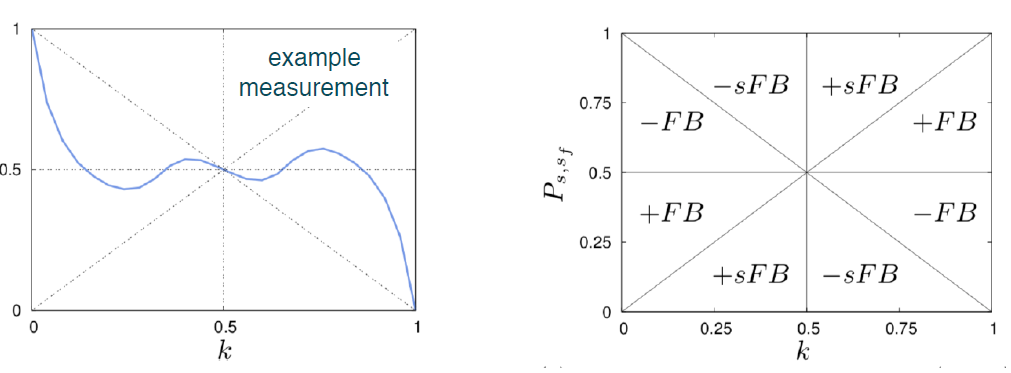 1
0.5
0
0
0.5
1
k
example
measurement
P_{s,s_f}
1
0.75
0.5
0.25
0
0
0.25
0.5
0.75
1
k
−sFB
+sFB
−FB
+FB
+FB
−FB
+sFB
−sFB